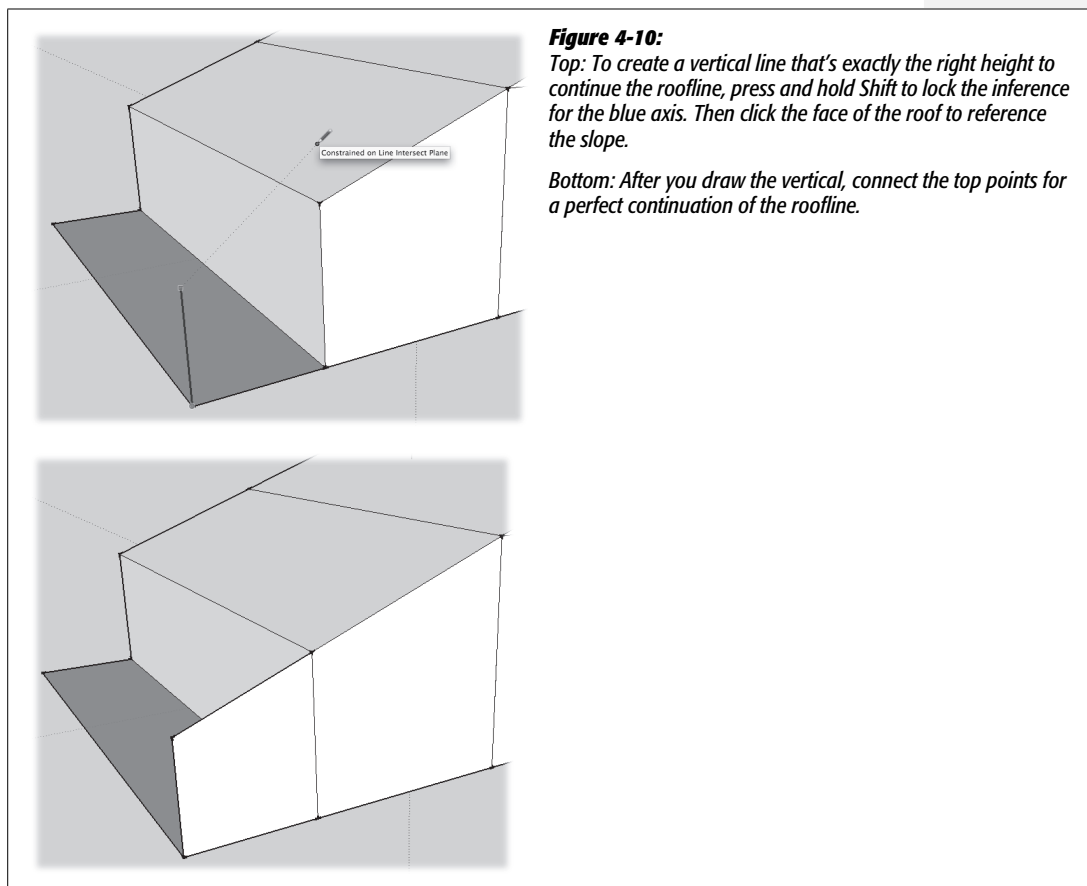 Figure 4-10:
Top: To create a vertical line that's exactly the right height to
continue the roofline, press and hold Shift to lock the inference
for the blue axis. Then click the face of the roof to reference
the slope.
Bottom: After you draw the vertical, connect the top points for
a perfect continuation of the roofline.
Constrained on Line Intersect Plane